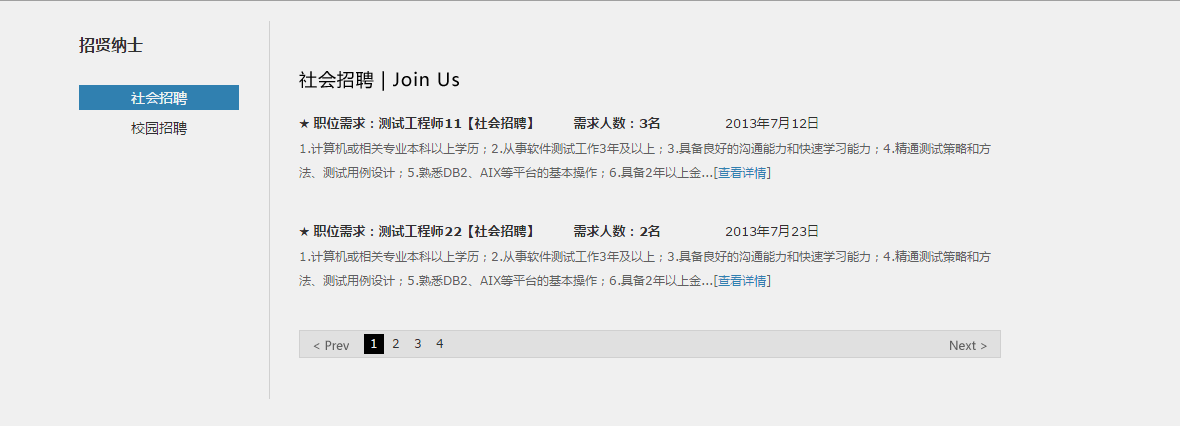 招贤纳士
社会招聘
校园招聘
社会招聘 | Join Us
★ 职位需求：测试工程师11【社会招聘】 需求人数：3名 2013年7月12日
1.计算机或相关专业本科以上学历；2.从事软件测试工作3年及以上；3.具备良好的沟通能力和快速学习能力；4.精通测试策略和方
法、测试用例设计；5.熟悉DB2、AIX等平台的基本操作；6.具备2年以上金...[查看详情]
★ 职位需求：测试工程师22【社会招聘】 需求人数：2名 2013年7月23日
1.计算机或相关专业本科以上学历；2.从事软件测试工作3年及以上；3.具备良好的沟通能力和快速学习能力；4.精通测试策略和方
法、测试用例设计；5.熟悉DB2、AIX等平台的基本操作；6.具备2年以上金...[查看详情]
< Prev 1 2 3 4 Next >